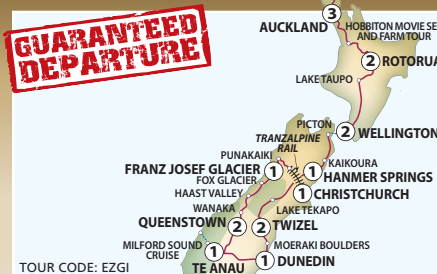 GUARANTEED
DEPARTURE
3
AUCKLAND
HOBBITON MOVIE SE
AND FARM TOUR
2
ROTORUA
LAKE TAUPO
PICTON
2
WELLINGTON
TRANZALPINE
RAIL
PUNAKAIKI
KAIKOURA
FRANZ JOSEF GLACIER
1
1
HANMER SPRINGS
FOX GLACIER
1
CHRISTCHURCH
HAAST VALLEY
WANAKA
LAKE TEKAPO
QUEENSTOWN
2
2
TWIZEL
MILFORD SOUND
CRUISE
MOERAKI BOULDERS
1
1
DUNEDIN
TE ANAU
TOUR CODE: EZGI